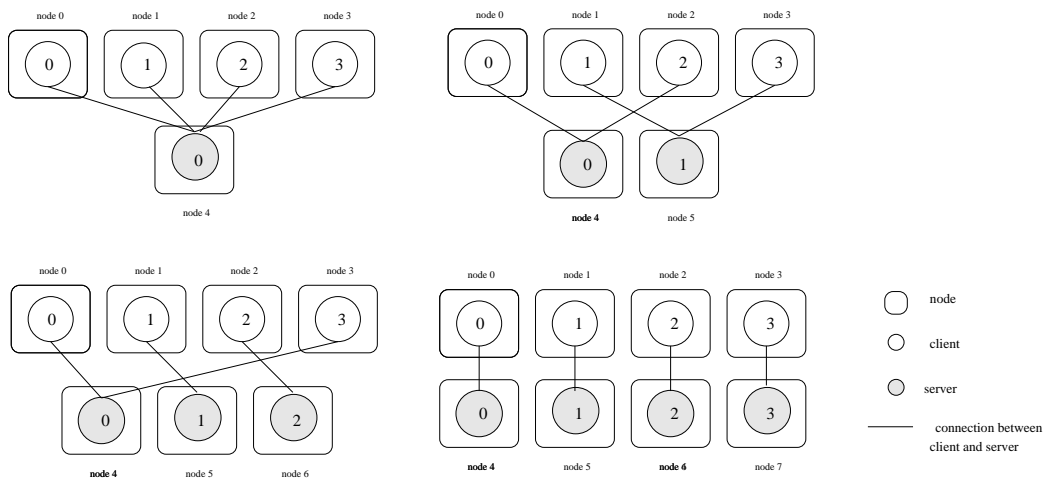 node 0 node 1 node 2 node 3
0 1 2 3
0
node 4
node 0 node 1 node 2 node 3
0 1 2 3
0 1
node 4 node 5
node 0 node 1 node 2 node 3
0 1 2 3
0 1 2
node 4 node 5 node 6
node 0 node 1 node 2 node 3
0 1 2 3
0 1 2 3
node 4 node 5 node 6 node 7
node
client
server
connection between
client and server